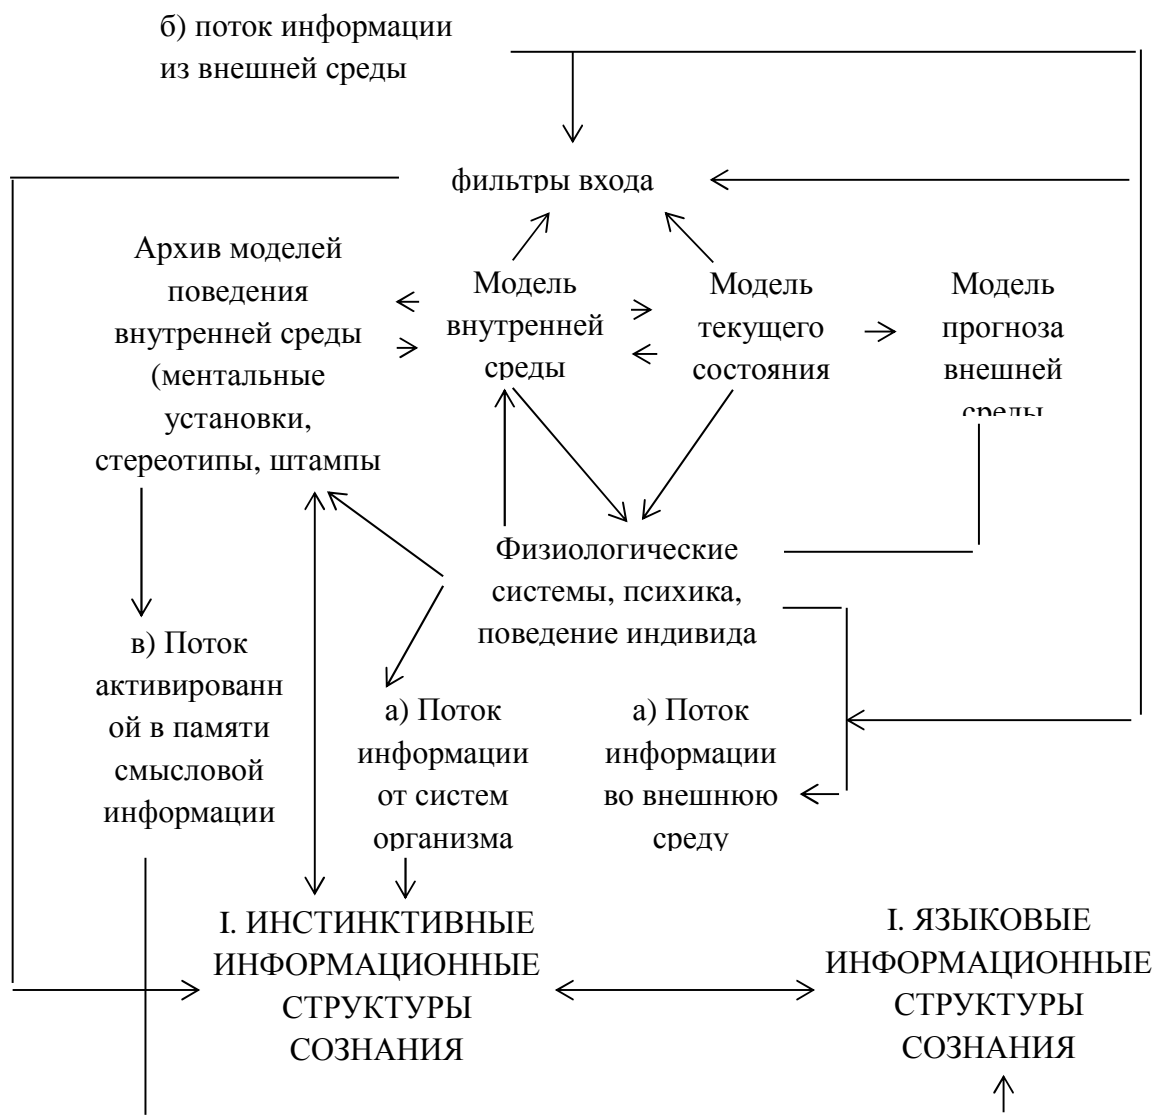 б) поток информации
из внешней среды
фильтры входа
Архив моделей
поведения
внутренней среды
(ментальные
установки,
стереотипы, штампы
Модель
внутренней
среды
Модель
текущего
состояния
Модель
прогноза
внешней
среды
Физиологические
системы, психика,
поведение индивида
в) Поток
активированн
ой в памяти
смысловой
информации
а) Поток
информации
от систем
организма
а) Поток
информации
во внешнюю
среду
I. ИНСТИНКТИВНЫЕ
ИНФОРМАЦИОННЫЕ
СТРУКТУРЫ
СОЗНАНИЯ
I. ЯЗЫКОВЫЕ
ИНФОРМАЦИОННЫЕ
СТРУКТУРЫ
СОЗНАНИЯ